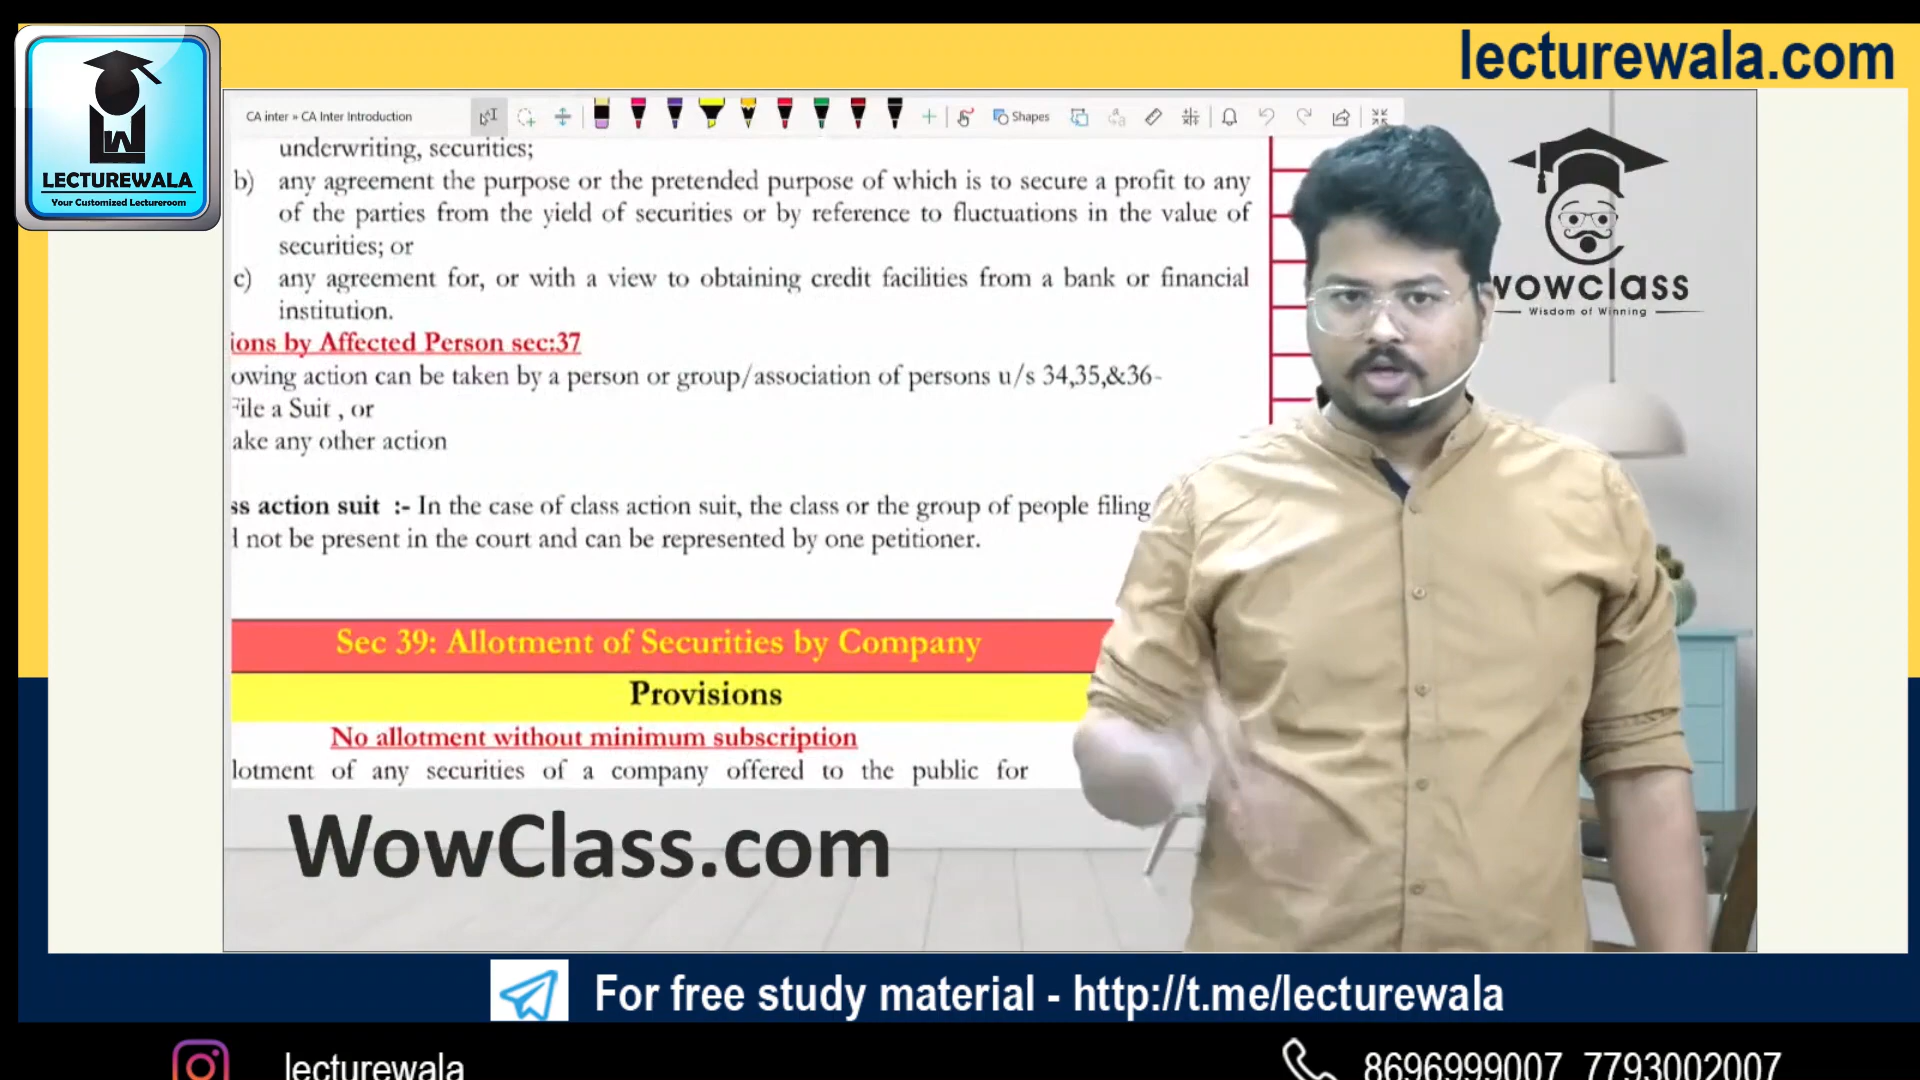 lecturewala.com
LW
LECTUREWALA
Your Customized Lectureroom
CA inter » CA Inter Introduction
Shapes
underwriting, securities;
b) any agreement the purpose or the pretended purpose of which is to secure a profit to any
of the parties from the yield of securities or by reference to fluctuations in the value of
securities; or
c) any agreement for, or with a view to obtaining credit facilities from a bank or financial
institution.
ions by Affected Person sec:37
owing action can be taken by a person or group/association of persons u/s 34,35,&36-
File a Suit , or
ake any other action
ss action suit :- In the case of class action suit, the class or the group of people filing
not be present in the court and can be represented by one petitioner.
Sec 39: Allotment of Securities by Company
Provisions
No allotment without minimum subscription
lotment of any securities of a company offered to the public for
wowclass
Wisdom of Winning
WowClass.com
For free study material - http://t.me/lecturewala
lecturewala
8696999007, 7793002007